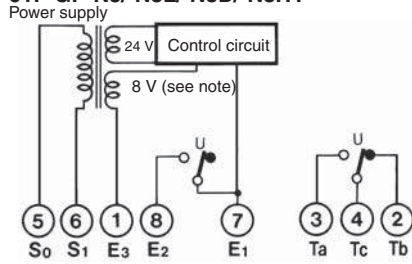 Power supply
24 V
Control circuit
8 V (see note)
U
U
5 6 1 8 7 3 4 2
S0 S1 E3 E2 E1 Ta Tc Tb